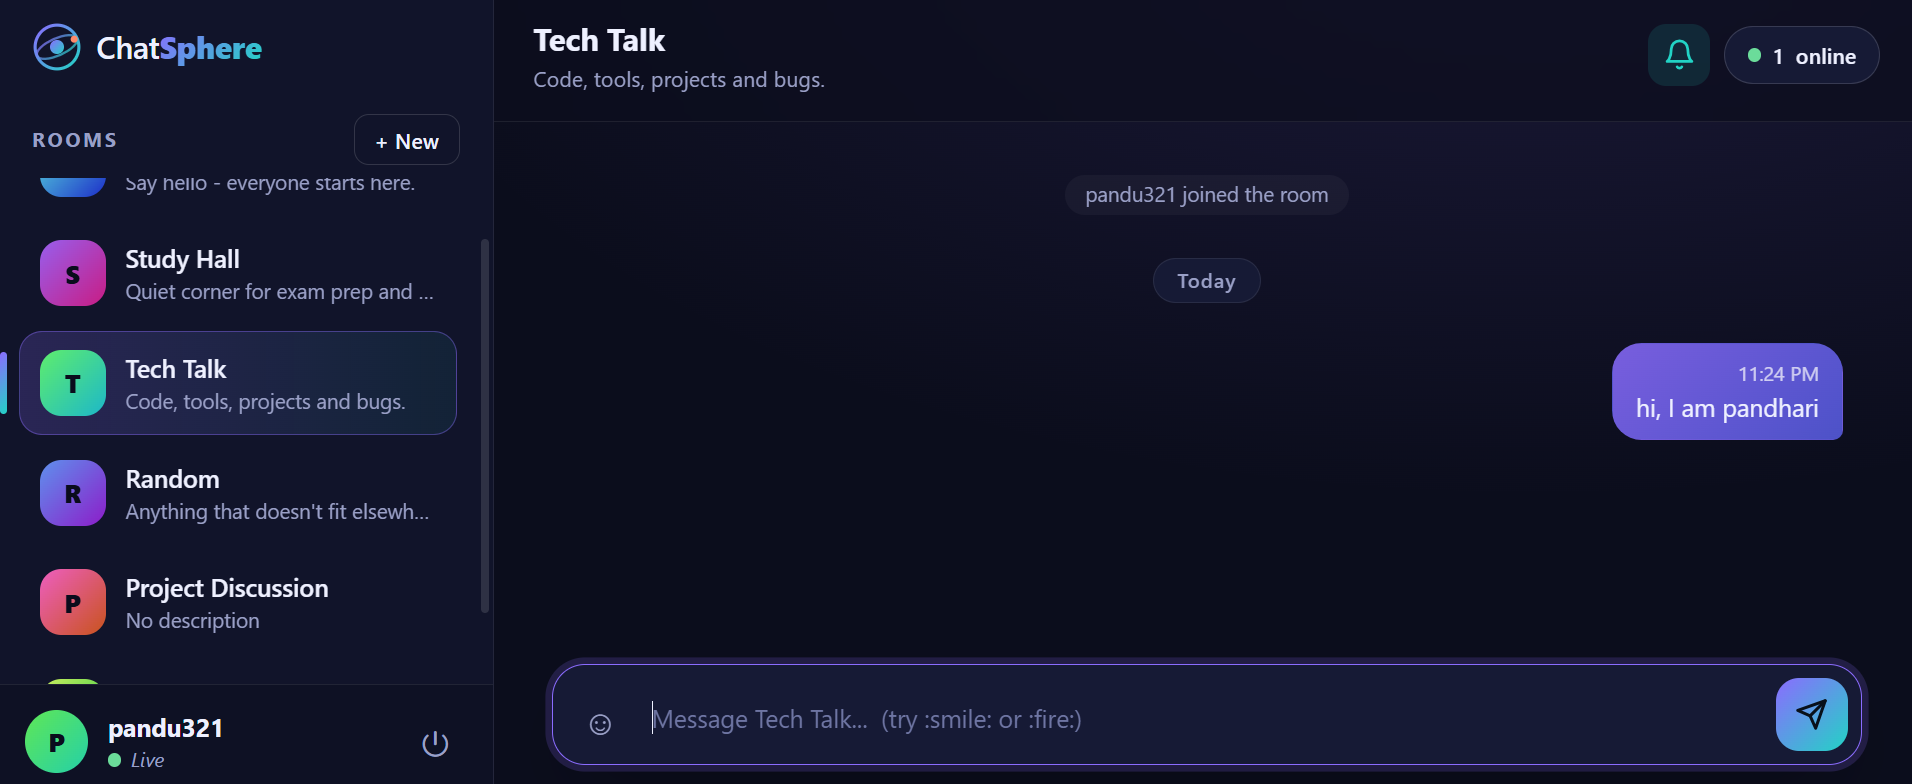 ChatSphere
ROOMS
+ New
Say hello - everyone starts here.
S
Study Hall
Quiet corner for exam prep and ...
T
Tech Talk
Code, tools, projects and bugs.
R
Random
Anything that doesn't fit elsewh...
P
Project Discussion
No description
P
pandu321
Live
Tech Talk
Code, tools, projects and bugs.
1 online
pandu321 joined the room
Today
11:24 PM
hi, I am pandhari
Message Tech Talk... (try :smile: or :fire:)